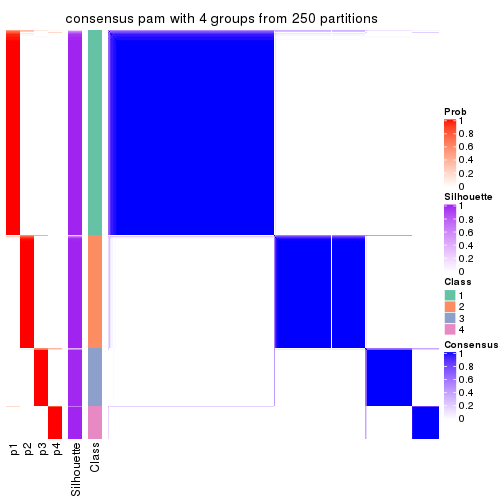 consensus pam with 4 groups from 250 partitions
Prob
1
0.8
0.6
0.4
0.2
0
Silhouette
1
0.8
0.6
0.4
0.2
0
Class
1
2
3
4
Consensus
1
0.8
0.6
0.4
0.2
0
p1
p2
p3
p4
Silhouette
Class